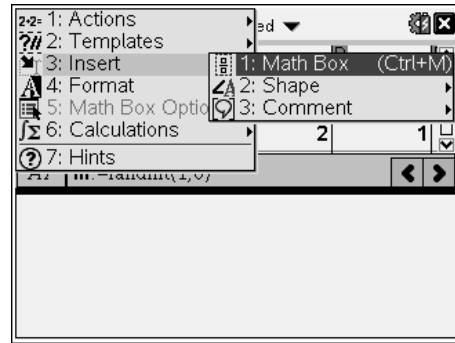 1: Actions
ed
2: Templates
3: Insert
1: Math Box (Ctrl+M)
4: Format
2: Shape
5: Math Box Optio
3: Comment
6: Calculations
2 1
7: Hints